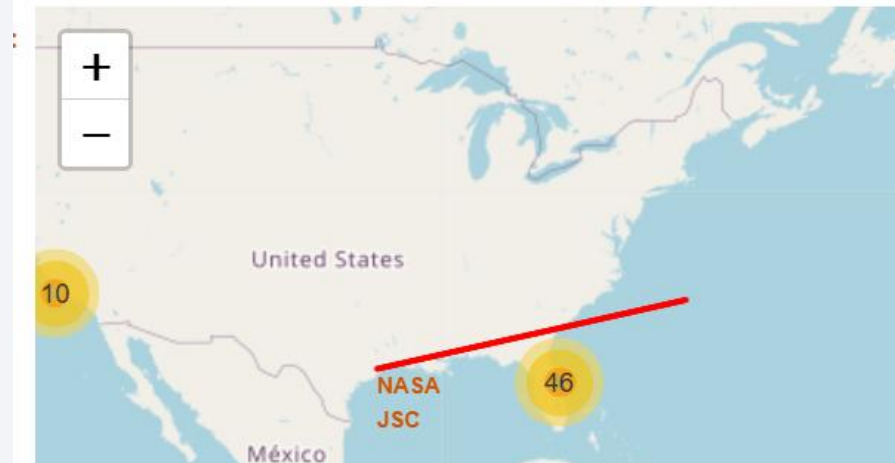 :
+
−
United States
10
46
NASA
JSC
México